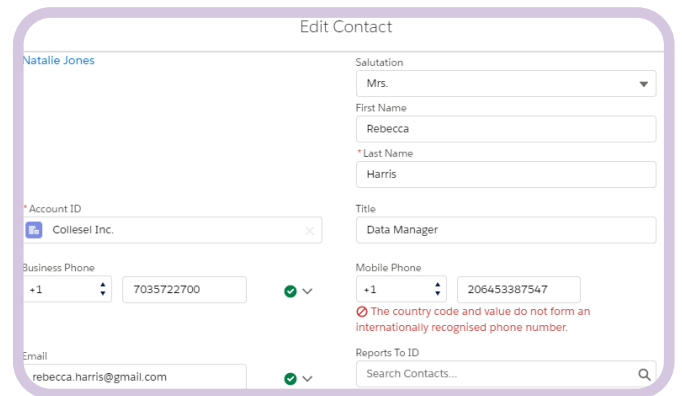 Edit Contact
Natalie Jones
Salutation
Mrs.
First Name
Rebecca
* Last Name
Harris
* Account ID
Collesel Inc.
Title
Data Manager
Business Phone
+1 7035722700
Mobile Phone
+1 206453387547
The country code and value do not form an
internationally recognised phone number.
Email
rebecca.harris@gmail.com
Reports To ID
Search Contacts...